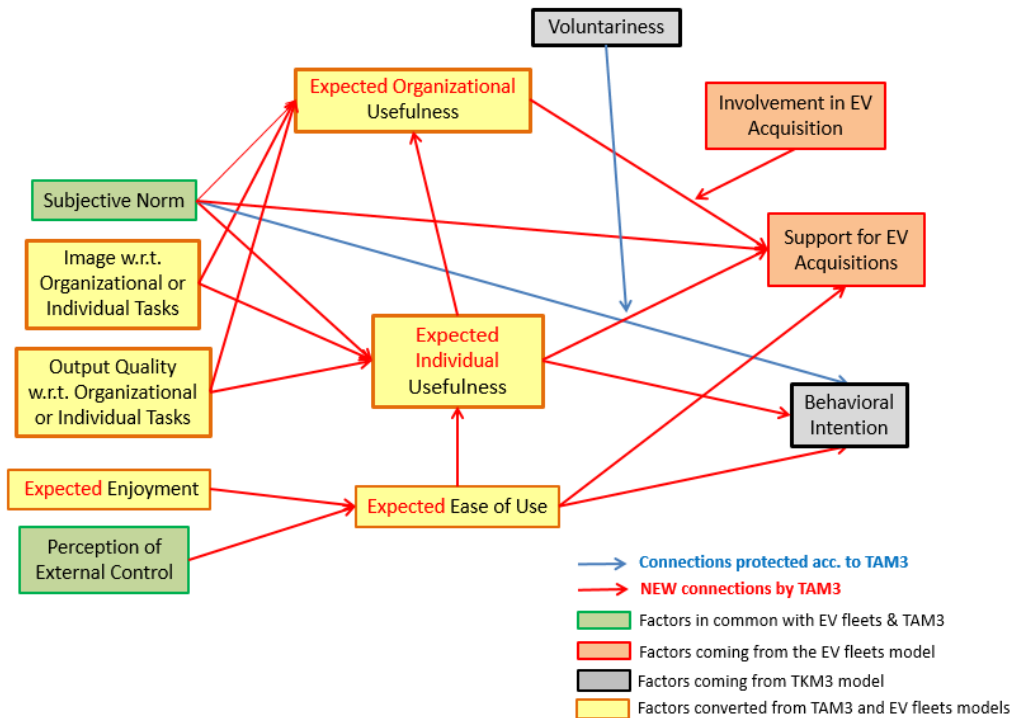 Voluntariness
Expected Organizational
Usefulness
Involvement in EV
Acquisition
Subjective Norm
Support for EV
Acquisitions
Image w.r.t.
Organizational or
Individual Tasks
Expected
Individual
Usefulness
Output Quality
w.r.t. Organizational
or Individual Tasks
Behavioral
Intention
Expected Enjoyment
Expected Ease of Use
Perception of
External Control
Connections protected acc. to TAM3
NEW connections by TAM3
Factors in common with EV fleets & TAM3
Factors coming from the EV fleets model
Factors coming from TKM3 model
Factors converted from TAM3 and EV fleets models